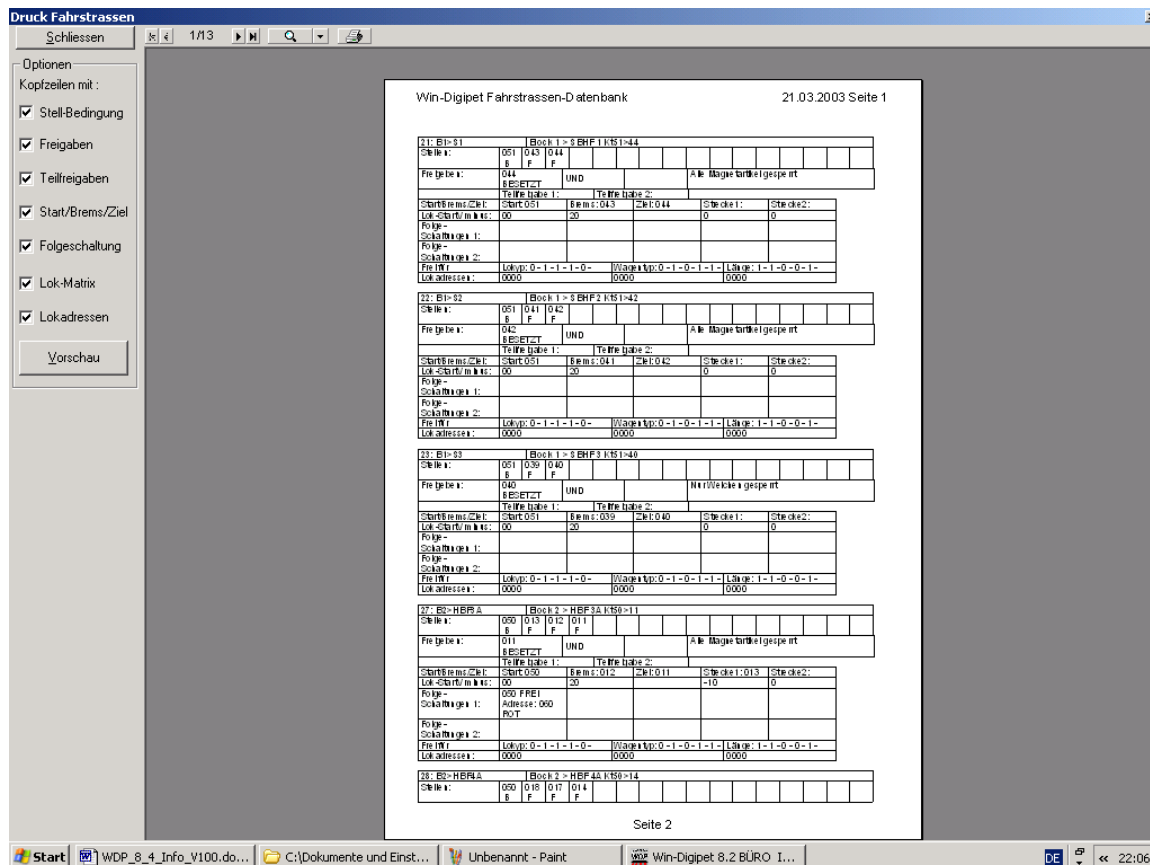 Druck Fahrstrassen
Schliessen
1/13
Optionen
Kopfzeilen mit :
Stell-Bedingung
Freigaben
Teilfreigaben
Start/Brems/Ziel
Folgeschaltung
Lok-Matrix
Lokadressen
Vorschau
Win-Digipet Fahrstrassen-Datenbank 21.03.2003 Seite 1
21: B1>S1 Block 1 > SBHF 1 K151>44
Stellen: 051 043 044
B F F
Freigeben: 044 UND Alle Magnetartikel gesperrt
BESETZT
Teilfreigabe 1: Teilfreigabe 2:
Start/Brems/Ziel: Start:051 Brems:043 Ziel:044 Strecke1: Strecke2:
Lok-Start/minus: 00 20 0 0
Folge-
Schaltungen 1:
Folge-
Schaltungen 2:
Frei für Loktyp: 0 - 1 - 1 - 1 - 0 - Wagentyp: 0 - 1 - 0 - 1 - 1 - Länge: 1 - 1 - 0 - 0 - 1 -
Lokadressen: 0000 0000 0000
22: B1>S2 Block 1 > SBHF 2 K151>42
Stellen: 051 041 042
B F F
Freigeben: 042 UND Alle Magnetartikel gesperrt
BESETZT
Teilfreigabe 1: Teilfreigabe 2:
Start/Brems/Ziel: Start:051 Brems:041 Ziel:042 Strecke1: Strecke2:
Lok-Start/minus: 00 20 0 0
Folge-
Schaltungen 1:
Folge-
Schaltungen 2:
Frei für Loktyp: 0 - 1 - 1 - 1 - 0 - Wagentyp: 0 - 1 - 0 - 1 - 1 - Länge: 1 - 1 - 0 - 0 - 1 -
Lokadressen: 0000 0000 0000
23: B1>S3 Block 1 > SBHF 3 K151>40
Stellen: 051 039 040
B F F
Freigeben: 040 UND Nur Weichen gesperrt
BESETZT
Teilfreigabe 1: Teilfreigabe 2:
Start/Brems/Ziel: Start:051 Brems:039 Ziel:040 Strecke1: Strecke2:
Lok-Start/minus: 00 20 0 0
Folge-
Schaltungen 1:
Folge-
Schaltungen 2:
Frei für Loktyp: 0 - 1 - 1 - 1 - 0 - Wagentyp: 0 - 1 - 0 - 1 - 1 - Länge: 1 - 1 - 0 - 0 - 1 -
Lokadressen: 0000 0000 0000
27: B2>HBF3A Block 2 > HBF3A K150>11
Stellen: 050 013 012 011
B F F F
Freigeben: 011 UND Alle Magnetartikel gesperrt
BESETZT
Teilfreigabe 1: Teilfreigabe 2:
Start/Brems/Ziel: Start:050 Brems:012 Ziel:011 Strecke1:013 Strecke2:
Lok-Start/minus: 00 20 -10 0
Folge- 050 FREI
Schaltungen 1: Adresse: 060
ROT
Folge-
Schaltungen 2:
Frei für Loktyp: 0 - 1 - 1 - 1 - 0 - Wagentyp: 0 - 1 - 0 - 1 - 1 - Länge: 1 - 1 - 0 - 0 - 1 -
Lokadressen: 0000 0000 0000
28: B2>HBF4A Block 2 > HBF4A K150>14
Stellen: 050 018 017 014
B F F F
Seite 2
Start WDP_8_4_Info_V100.do... C:\Dokumente und Einst... Unbenannt - Paint Win-Digipet 8.2 BÜRO I... DE « 22:06